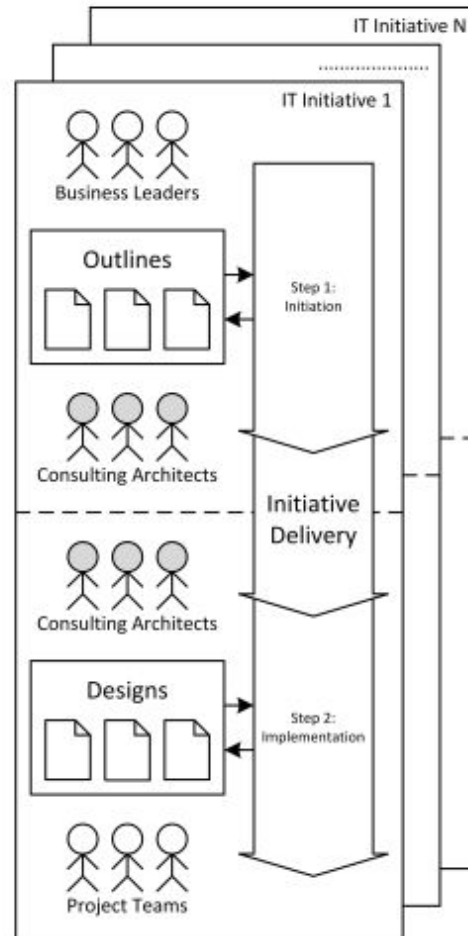 IT Initiative N
....................
IT Initiative 1
Business Leaders
Outlines
Step 1:
Initiation
Consulting Architects
Initiative
Delivery
Consulting Architects
Designs
Step 2:
Implementation
Project Teams